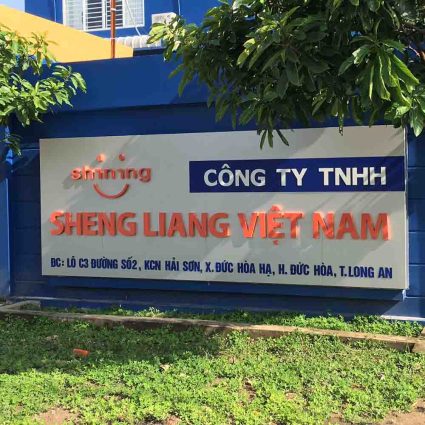 shining
CÔNG TY TNHH
SHENG LIANG VIỆT NAM
ĐC: LÔ C3 ĐƯỜNG SỐ2, KCN HẢI SƠN, X.ĐỨC HÒA HẠ, H. ĐỨC HÒA, T.LONG AN